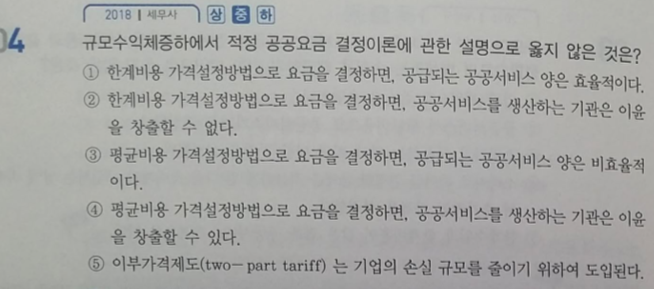 2018 | 세무사 상 중 하
04 규모수익체증하에서 적정 공공요금 결정이론에 관한 설명으로 옳지 않은 것은?
① 한계비용 가격설정방법으로 요금을 결정하면, 공급되는 공공서비스 양은 효율적이다.
② 한계비용 가격설정방법으로 요금을 결정하면, 공공서비스를 생산하는 기관은 이윤
을 창출할 수 없다.
③ 평균비용 가격설정방법으로 요금을 결정하면, 공급되는 공공서비스 양은 비효율적
이다.
④ 평균비용 가격설정방법으로 요금을 결정하면, 공공서비스를 생산하는 기관은 이윤
을 창출할 수 있다.
⑤ 이부가격제도(two-part tariff) 는 기업의 손실 규모를 줄이기 위하여 도입된다.